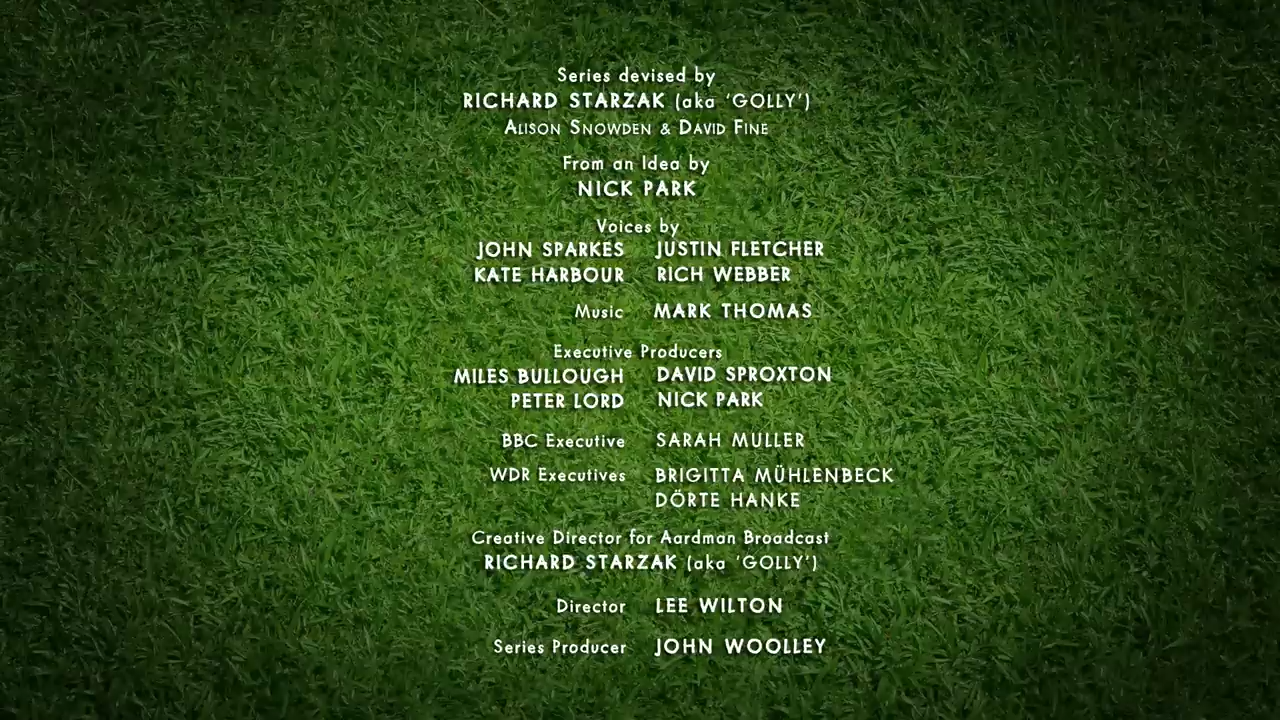 Series devised by
RICHARD STARZAK (aka 'GOLLY')
ALISON SNOWDEN & DAVID FINE
From an Idea by
NICK PARK
Voices by
JOHN SPARKES JUSTIN FLETCHER
KATE HARBOUR RICH WEBBER
Music MARK THOMAS
Executive Producers
MILES BULLOUGH DAVID SPROXTON
PETER LORD NICK PARK
BBC Executive SARAH MULLER
WDR Executives BRIGITTA MÜHLENBECK
DÖRTE HANKE
Creative Director for Aardman Broadcast
RICHARD STARZAK (aka 'GOLLY')
Director LEE WILTON
Series Producer JOHN WOOLLEY